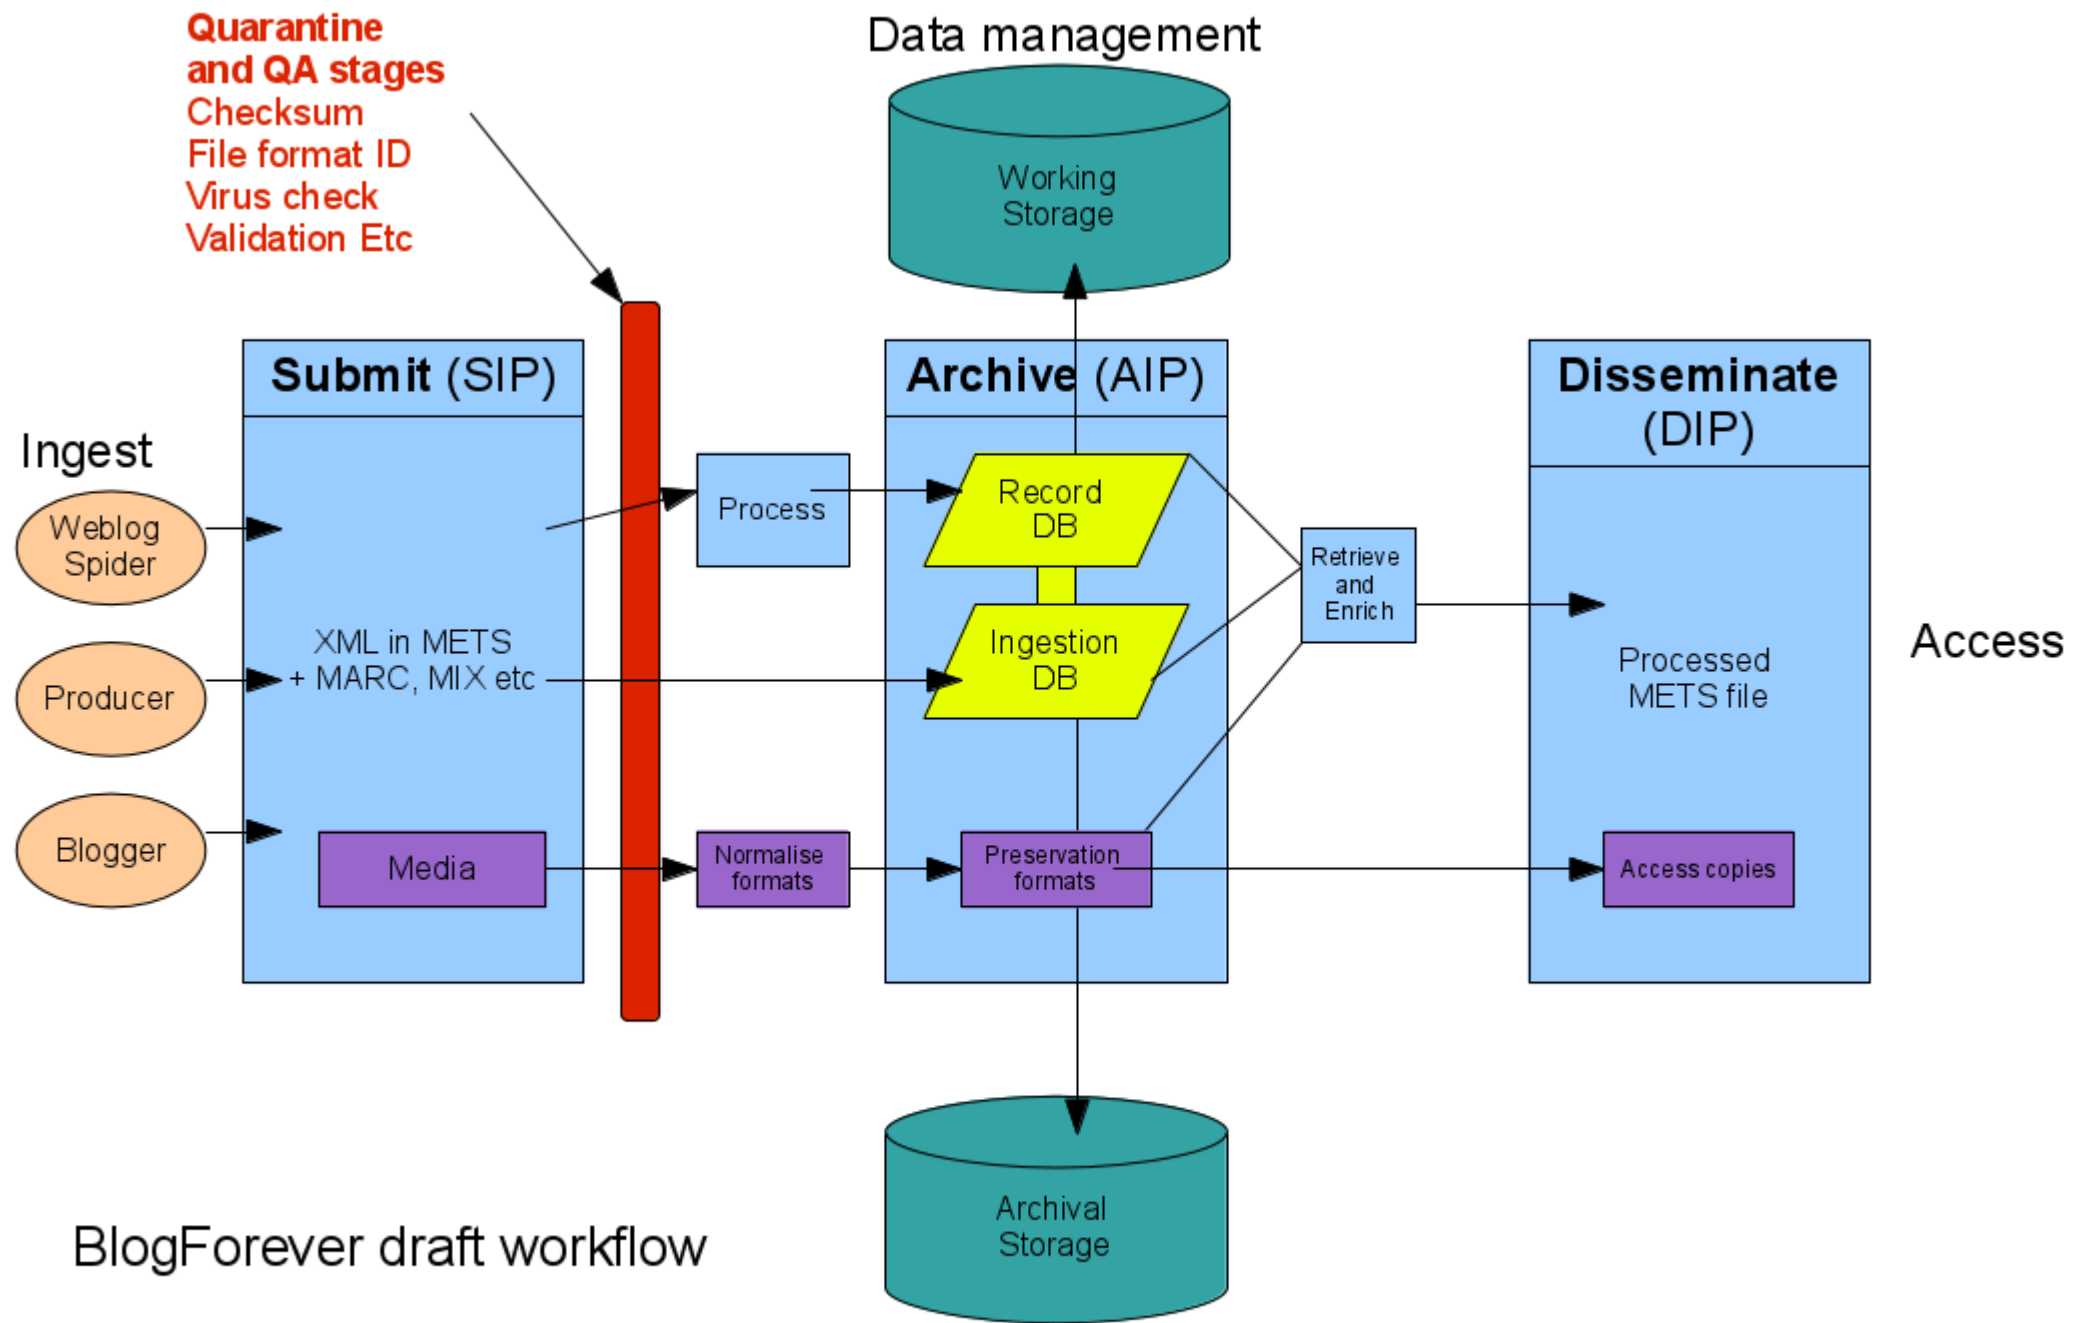 Quarantine
and QA stages
Checksum
File format ID
Virus check
Validation Etc
Data management
Working
Storage
Submit (SIP)
Archive (AIP)
Disseminate
(DIP)
Ingest
Weblog
Spider
Producer
Blogger
XML in METS
+ MARC, MIX etc
Media
Process
Normalise
formats
Record
DB
Ingestion
DB
Preservation
formats
Retrieve
and
Enrich
Processed
METS file
Access copies
Access
Archival
Storage
BlogForever draft workflow